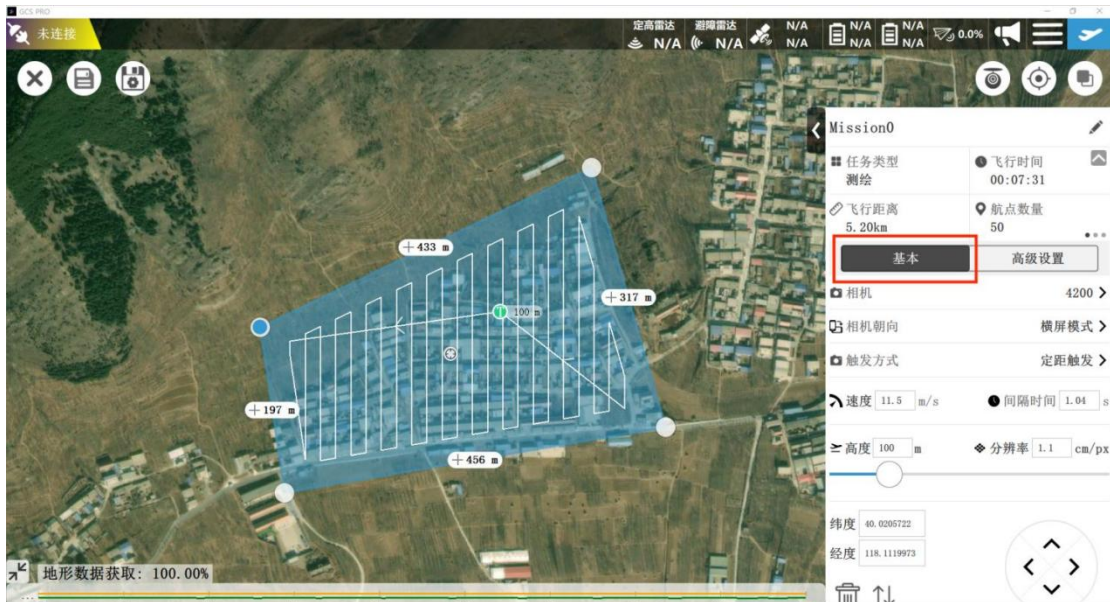 GCS PRO
未连接
定高雷达 避障雷达 N/A N/A N/A
N/A N/A N/A N/A N/A 0.0%
Mission0
任务类型 飞行时间
测绘 00:07:31
飞行距离 航点数量
5.20km 50
基本 高级设置
相机 4200
相机朝向 横屏模式
触发方式 定距触发
速度 11.5 m/s 间隔时间 1.04 s
高度 100 m 分辨率 1.1 cm/px
纬度 40.0205722
经度 118.1119973
433 m
317 m
100 m
197 m
456 m
地形数据获取: 100.00%